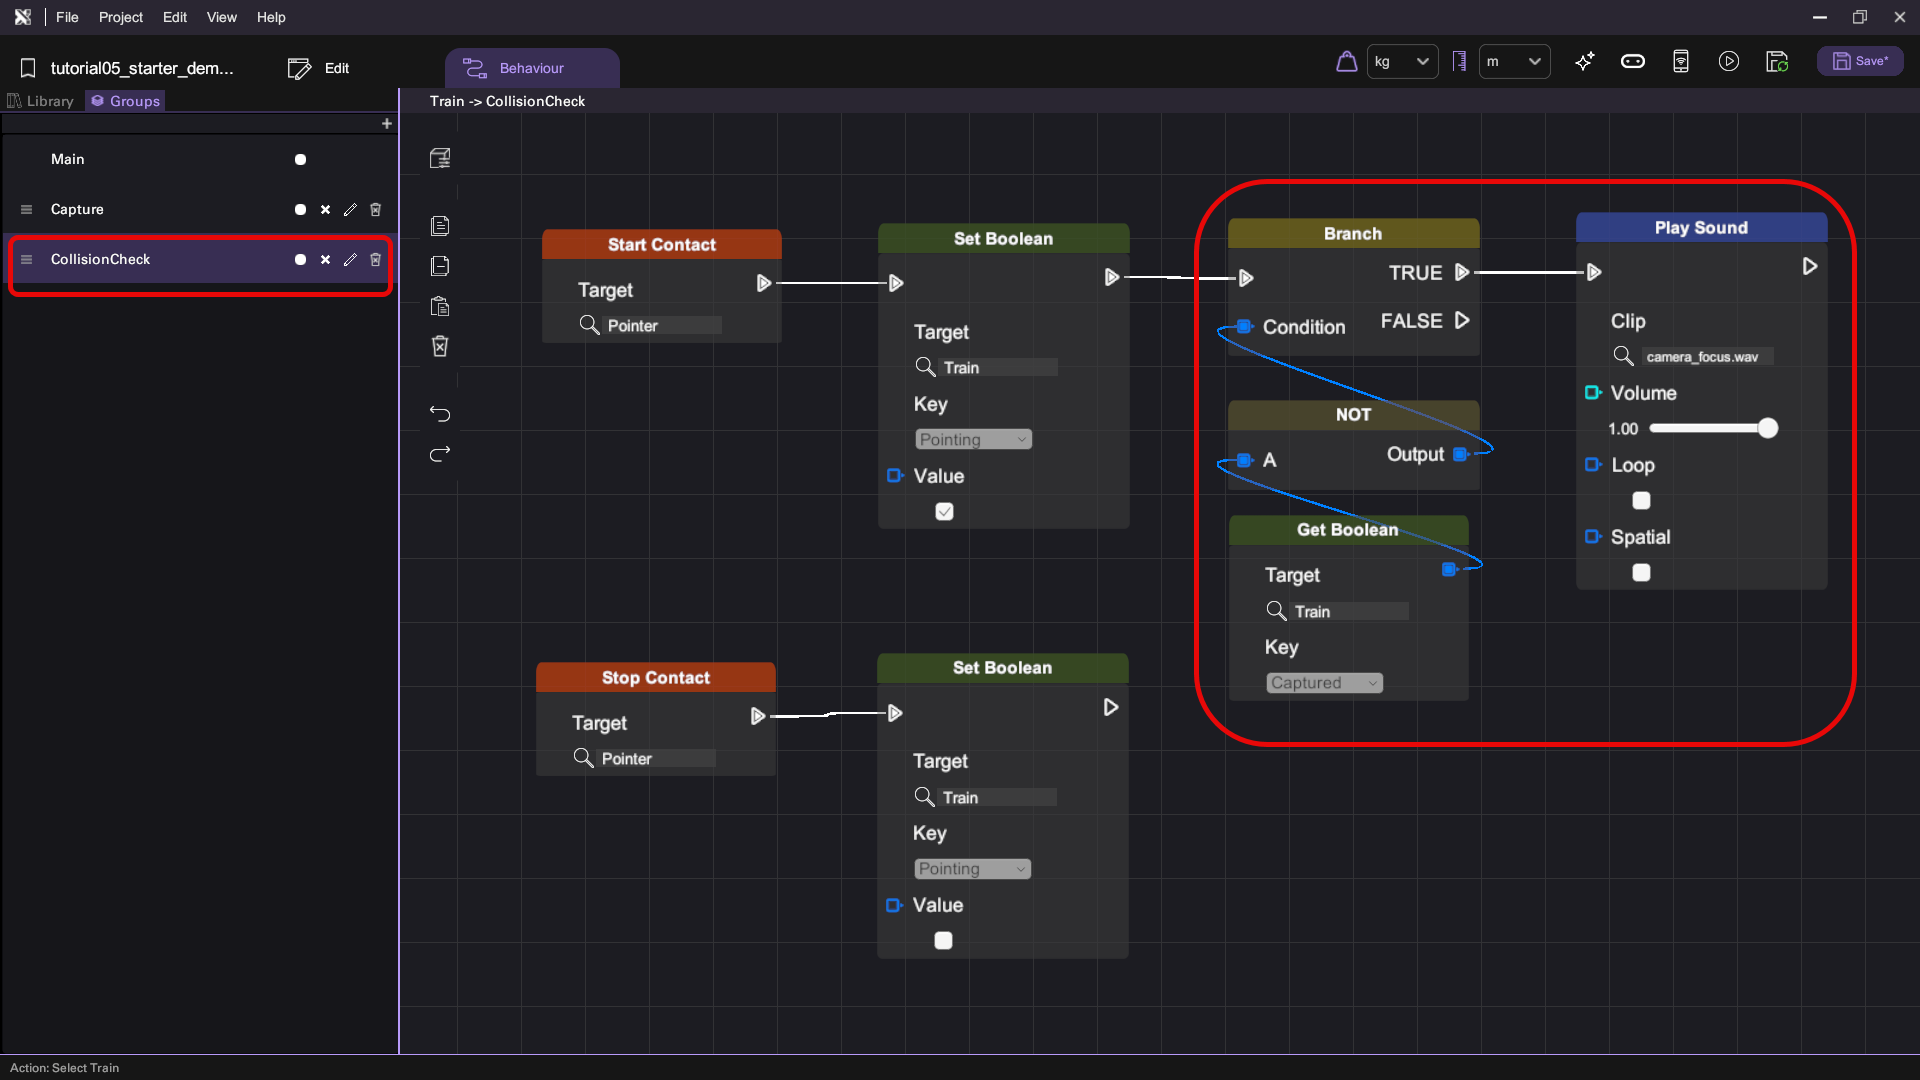 File Project Edit View Help
tutorial05_starter_dem... Edit Behaviour kg m Save*
Library Groups
Train -> CollisionCheck
+
Main
Capture
CollisionCheck
Start Contact
Target
Pointer
Set Boolean
Target
Train
Key
Pointing
Value
Branch
TRUE
Condition FALSE
NOT
A Output
Get Boolean
Target
Train
Key
Captured
Play Sound
Clip
camera_focus.wav
Volume
1.00
Loop
Spatial
Stop Contact
Target
Pointer
Set Boolean
Target
Train
Key
Pointing
Value
Action: Select Train